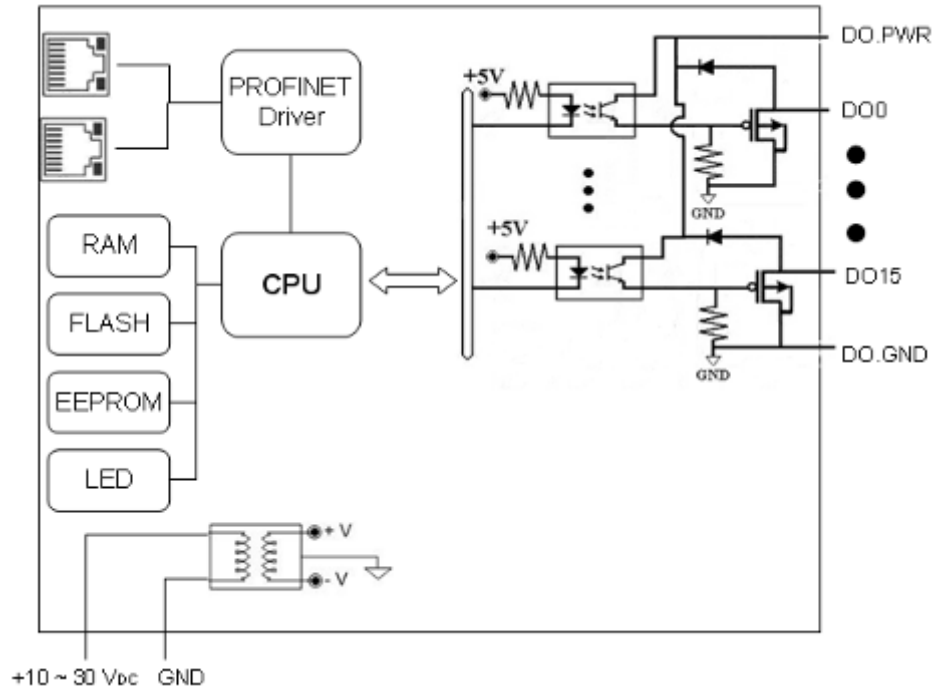 DO.PWR
PROFINET
Driver
+5V
DO0
GND
RAM
CPU
+5V
DO15
FLASH
DO.GND
GND
EEPROM
LED
+ V
- V
+10 ~ 30 VDC GND